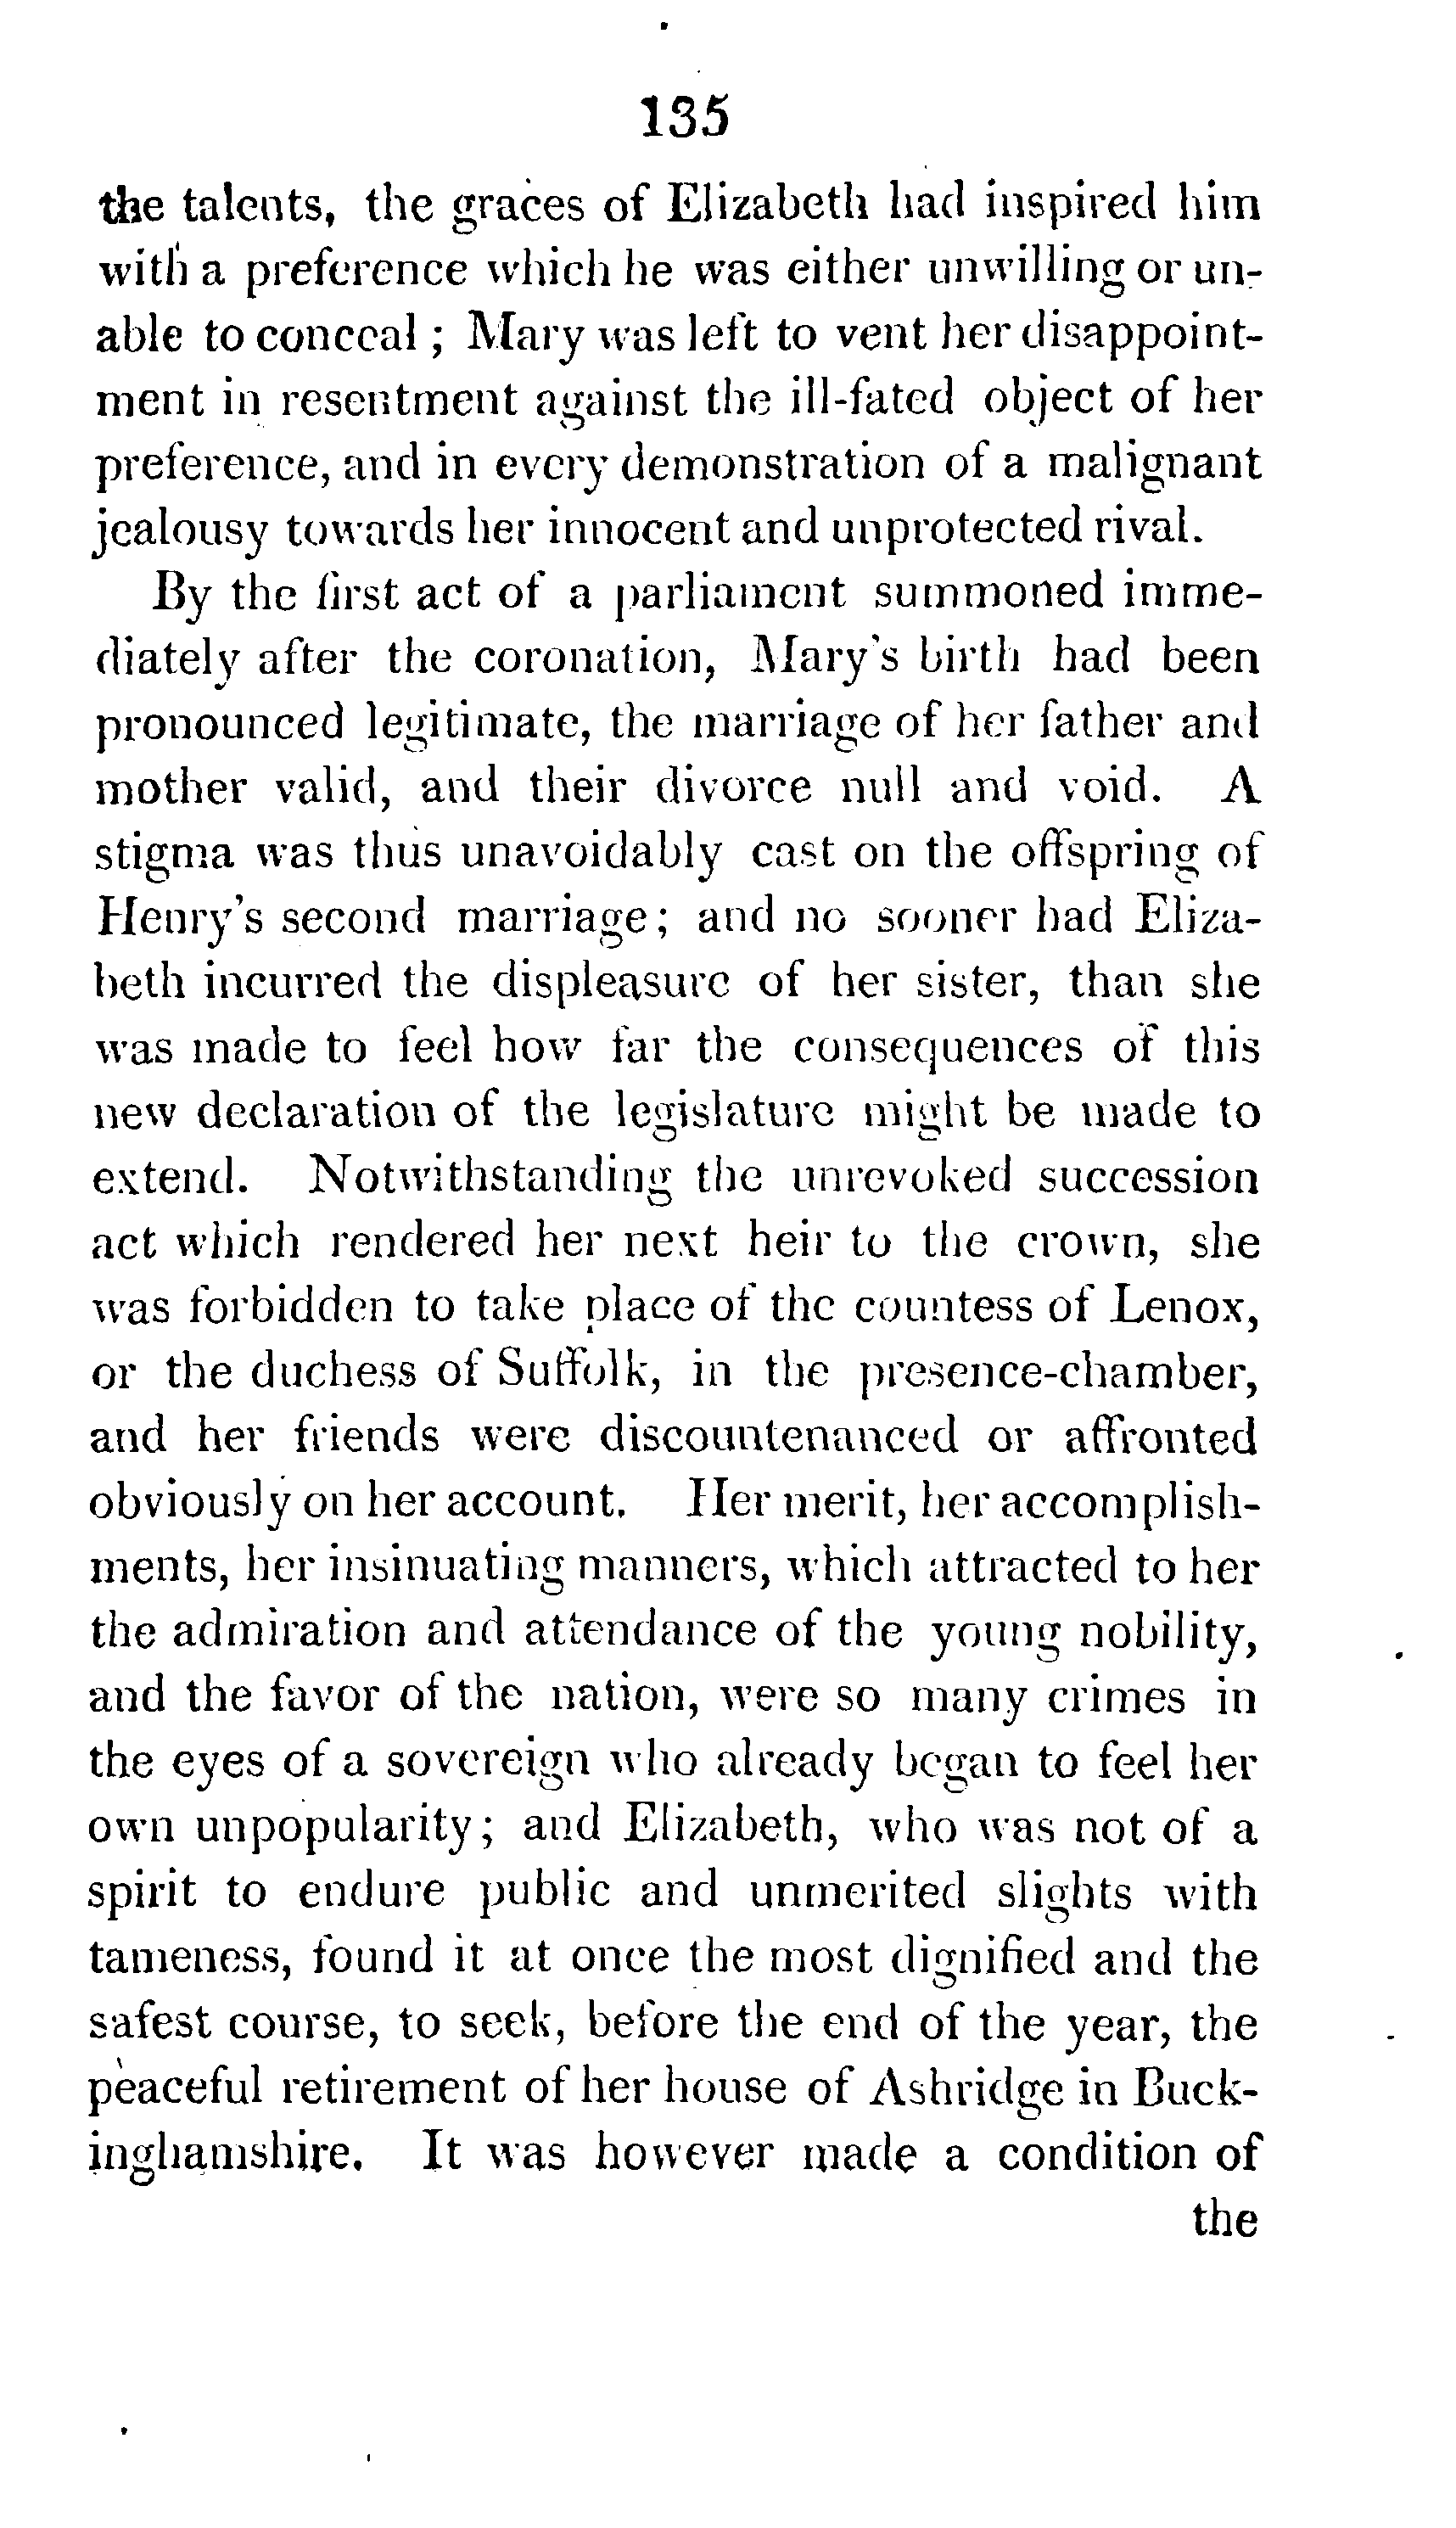 135
the talents, the graces of Elizabeth had inspired him
with a preference which he was either unwilling or un-
able to conceal ; Mary was left to vent her disappoint-
ment in resentment against the ill-fated object of her
preference, and in every demonstration of a malignant
jealousy towards her innocent and unprotected rival.
By the first act of a parliament summoned imme-
diately after the coronation, Mary's birth had been
pronounced legitimate, the marriage of her father and
mother valid, and their divorce null and void. A
stigma was thus unavoidably cast on the offspring of
Henry's second marriage; and no sooner had Eliza-
beth incurred the displeasure of her sister, than she
was made to feel how far the consequences of this
new declaration of the legislature might be made to
extend. Notwithstanding the unrevoked succession
act which rendered her next heir to the crown, she
was forbidden to take place of the countess of Lenox,
or the duchess of Suffolk, in the presence-chamber,
and her friends were discountenanced or affronted
obviously on her account. Her merit, her accomplish-
ments, her insinuating manners, which attracted to her
the admiration and attendance of the young nobility,
and the favor of the nation, were so many crimes in
the eyes of a sovereign who already began to feel her
own unpopularity; and Elizabeth, who was not of a
spirit to endure public and unmerited slights with
tameness, found it at once the most dignified and the
safest course, to seek, before the end of the year, the
peaceful retirement of her house of Ashridge in Buck-
inghamshire. It was however made a condition of
the